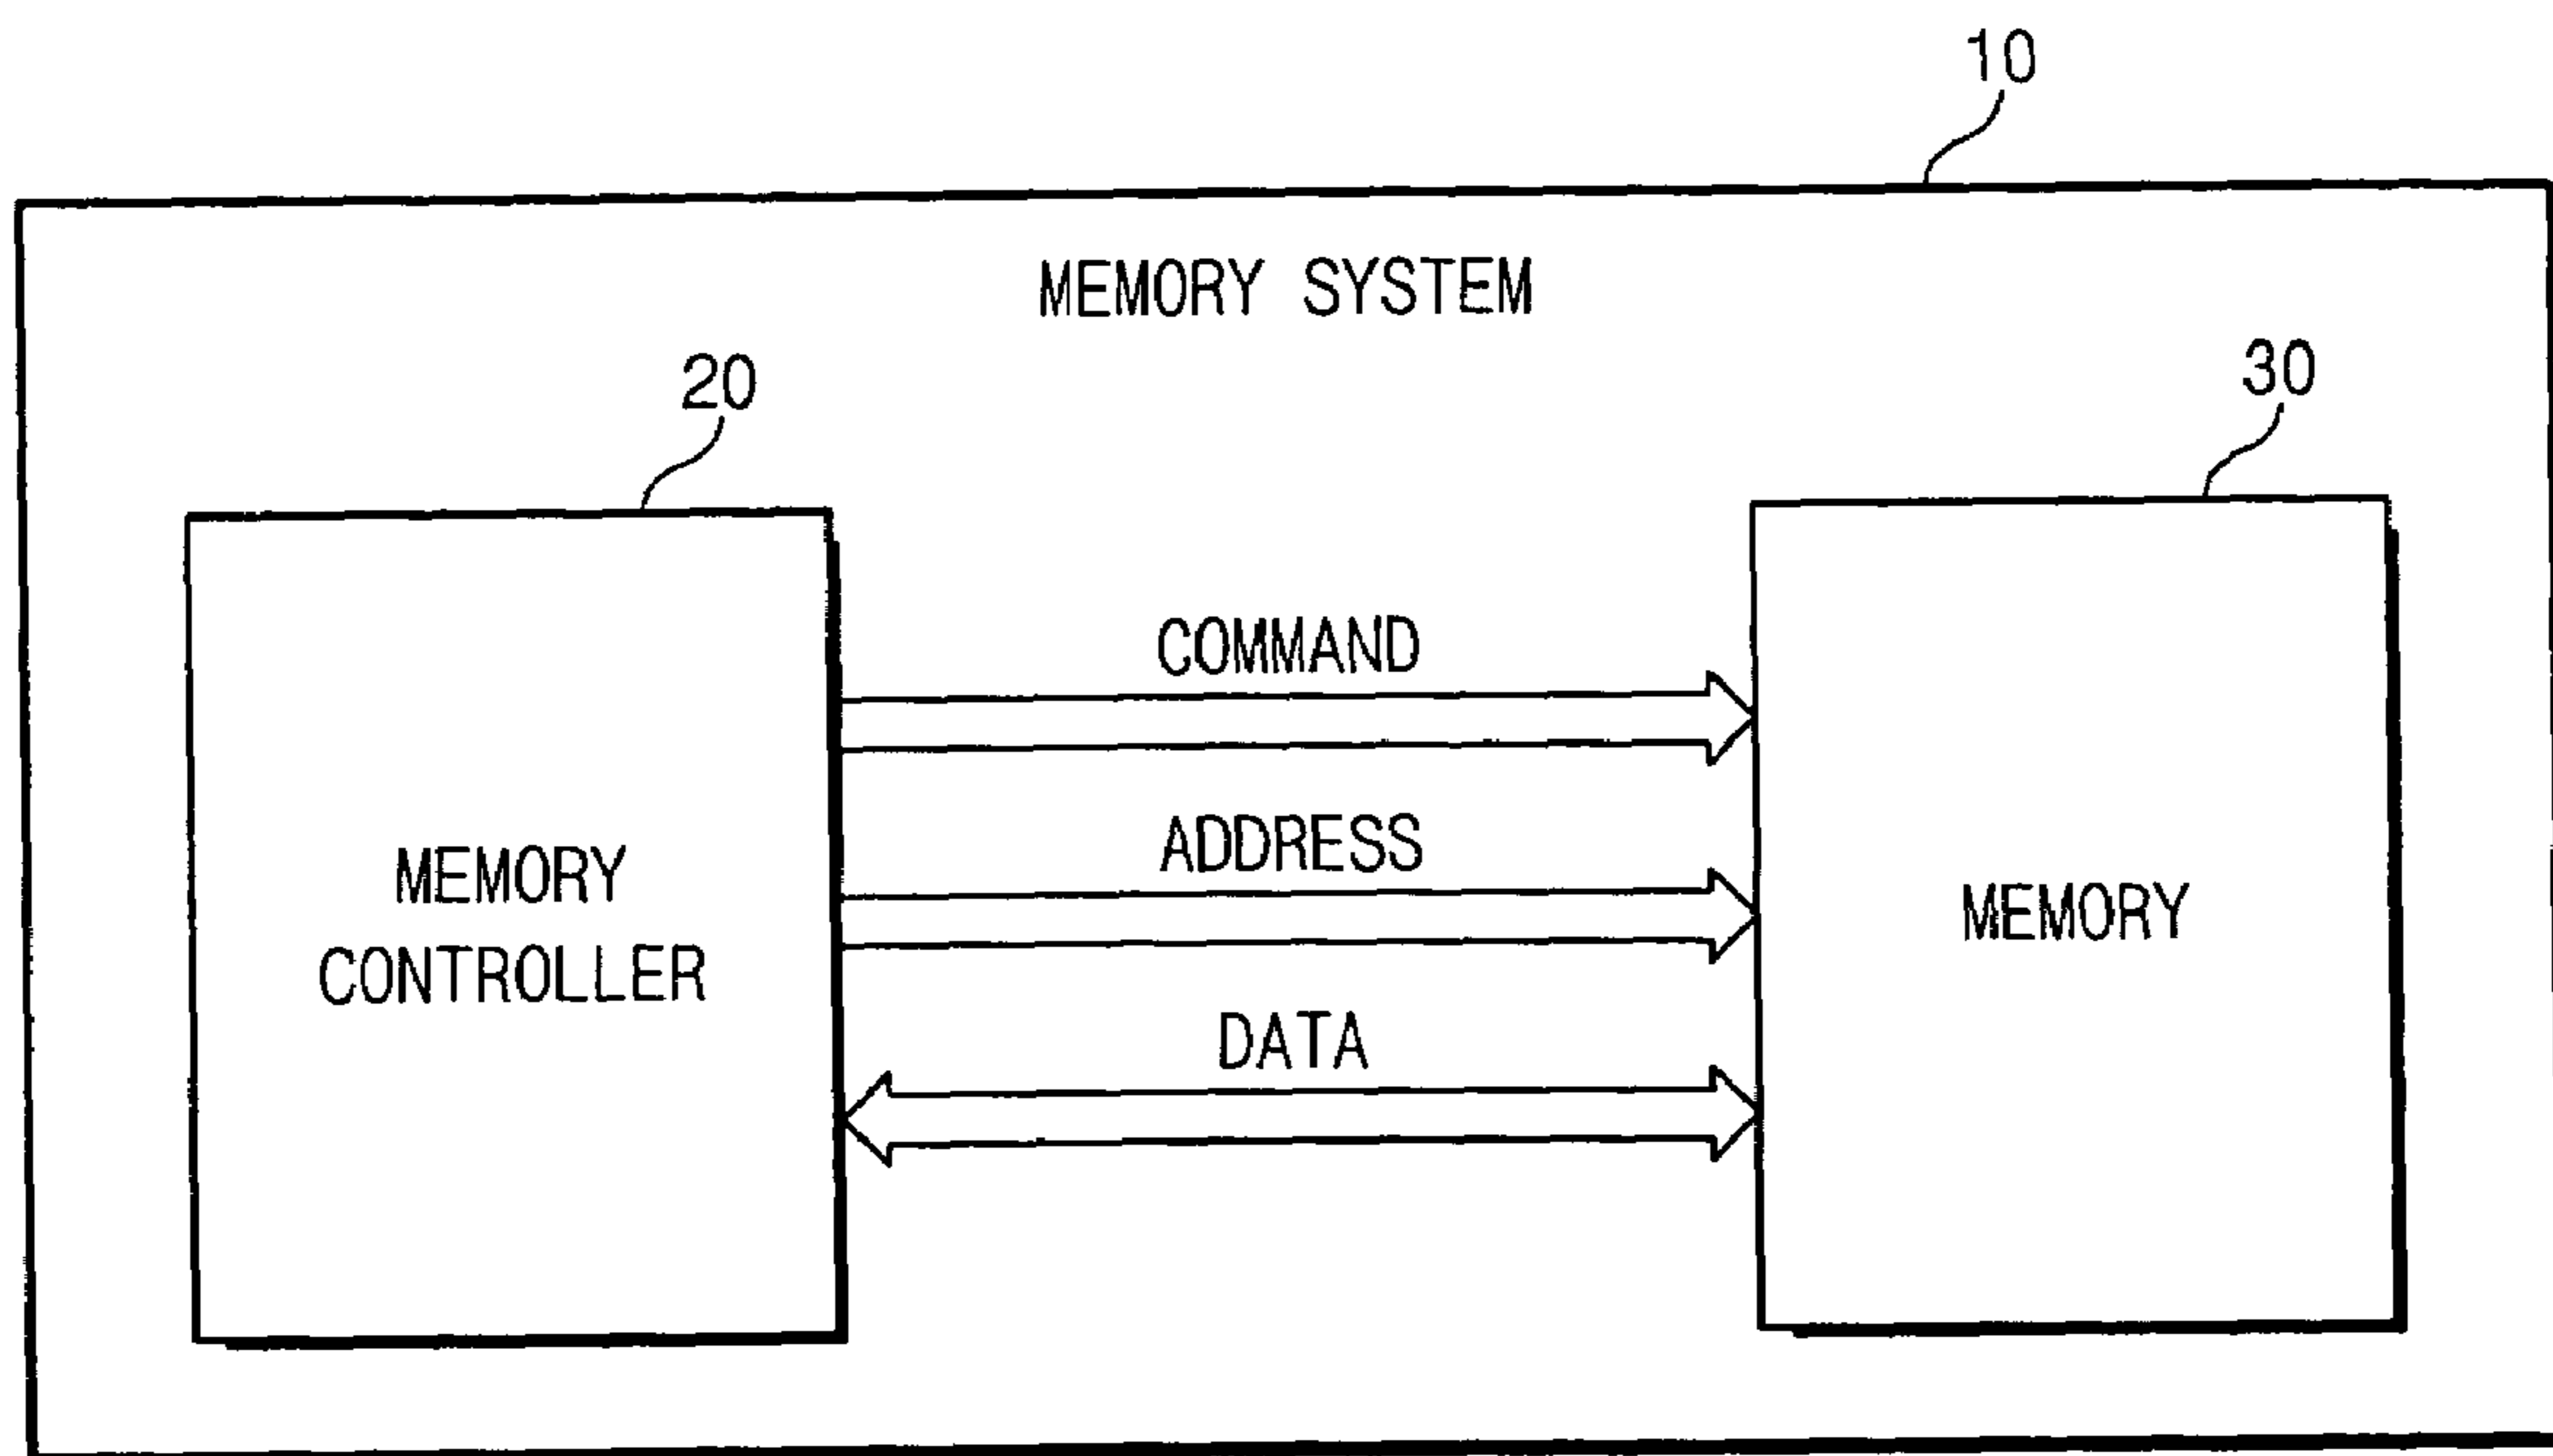 10
MEMORY SYSTEM
20
30
COMMAND
ADDRESS
DATA
MEMORY
CONTROLLER
MEMORY